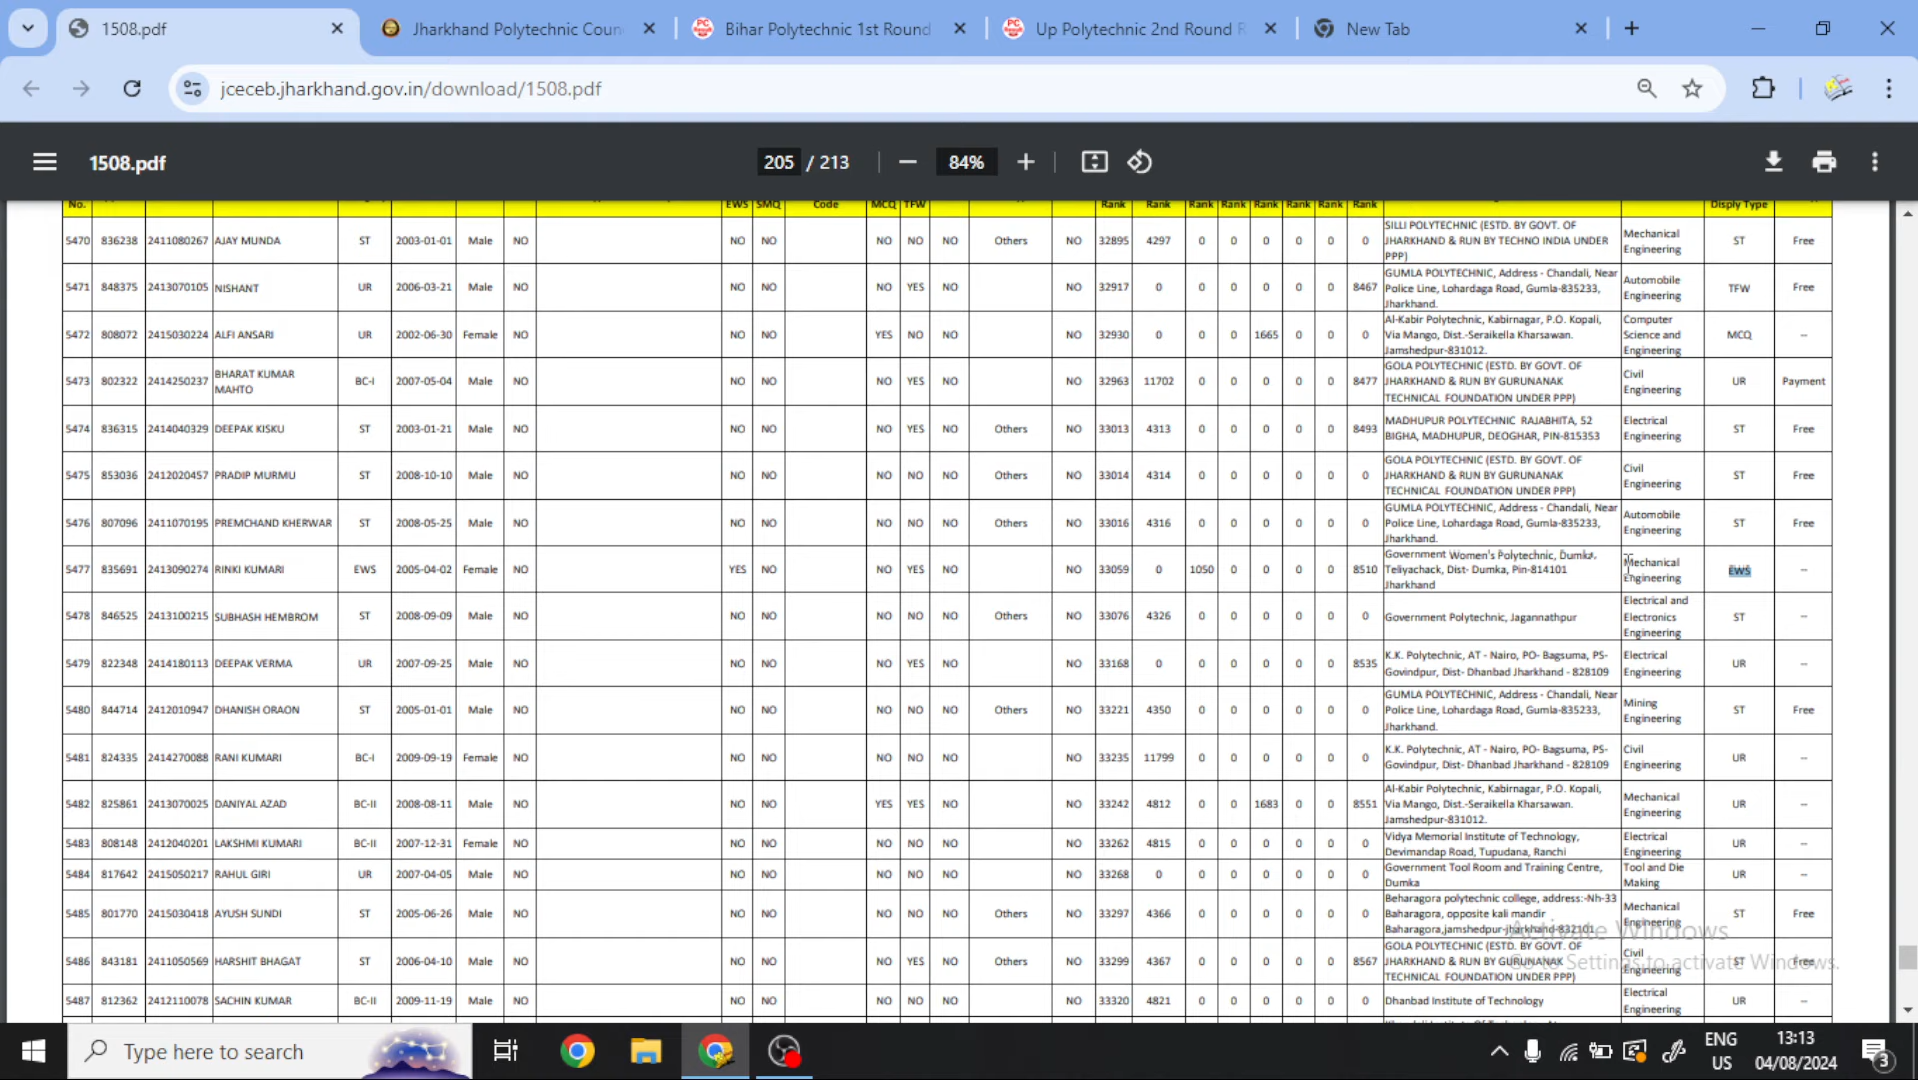 1508.pdf
Jharkhand Polytechnic Coun
Bihar Polytechnic 1st Round
Up Polytechnic 2nd Round R
New Tab
jceceb.jharkhand.gov.in/download/1508.pdf
1508.pdf
205 / 213
84%
No. EWS SMQ Code MCQ TFW Rank Rank Rank Rank Rank Rank Rank Rank Disply Type
5470 836238 2411080267 AJAY MUNDA ST 2003-01-01 Male NO NO NO NO NO NO Others NO 32895 4297 0 0 0 0 0 0 SILLI POLYTECHNIC (ESTD. BY GOVT. OF JHARKHAND & RUN BY TECHNO INDIA UNDER PPP) Mechanical Engineering ST Free
5471 848375 2413070105 NISHANT UR 2006-03-21 Male NO NO NO NO YES NO 32917 0 0 0 0 0 0 8467 GUMLA POLYTECHNIC, Address - Chandali, Near Police Line, Lohardaga Road, Gumla-835233, Jharkhand. Automobile Engineering TFW Free
5472 808072 2415030224 ALFI ANSARI UR 2002-06-30 Female NO NO NO YES NO NO NO 32930 0 0 0 1665 0 0 0 Al-Kabir Polytechnic, Kabirnagar, P.O. Kopali, Via Mango, Dist.-Seraikella Kharsawan. Jamshedpur-831012. Computer Science and Engineering MCQ --
5473 802322 2414250237 BHARAT KUMAR MAHTO BC-I 2007-05-04 Male NO NO NO NO YES NO NO 32963 11702 0 0 0 0 0 8477 GOLA POLYTECHNIC (ESTD. BY GOVT. OF JHARKHAND & RUN BY GURUNANAK TECHNICAL FOUNDATION UNDER PPP) Civil Engineering UR Payment
5474 836315 2414040329 DEEPAK KISKU ST 2003-01-21 Male NO NO NO NO YES NO Others NO 33013 4313 0 0 0 0 0 8493 MADHUPUR POLYTECHNIC RAJABHITA, 52 BIGHA, MADHUPUR, DEOGHAR, PIN-815353 Electrical Engineering ST Free
5475 853036 2412020457 PRADIP MURMU ST 2008-10-10 Male NO NO NO NO NO NO Others NO 33014 4314 0 0 0 0 0 0 GOLA POLYTECHNIC (ESTD. BY GOVT. OF JHARKHAND & RUN BY GURUNANAK TECHNICAL FOUNDATION UNDER PPP) Civil Engineering ST Free
5476 807096 2411070195 PREMCHAND KHERWAR ST 2008-05-25 Male NO NO NO NO NO NO Others NO 33016 4316 0 0 0 0 0 0 GUMLA POLYTECHNIC, Address - Chandali, Near Police Line, Lohardaga Road, Gumla-835233, Jharkhand. Automobile Engineering ST Free
5477 835691 2413090274 RINKI KUMARI EWS 2005-04-02 Female NO YES NO NO YES NO NO 33059 0 1050 0 0 0 0 8510 Government Women's Polytechnic, Dumka, Teliyachack, Dist- Dumka, Pin-814101 Jharkhand Mechanical Engineering EWS --
5478 846525 2413100215 SUBHASH HEMBROM ST 2008-09-09 Male NO NO NO NO NO NO Others NO 33076 4326 0 0 0 0 0 0 Government Polytechnic, Jagannathpur Electrical and Electronics Engineering ST --
5479 822348 2414180113 DEEPAK VERMA UR 2007-09-25 Male NO NO NO NO YES NO NO 33168 0 0 0 0 0 0 8535 K.K. Polytechnic, AT - Nairo, PO- Bagsuma, PS- Govindpur, Dist- Dhanbad Jharkhand - 828109 Electrical Engineering UR --
5480 844714 2412010947 DHANISH ORAON ST 2005-01-01 Male NO NO NO NO NO NO Others NO 33221 4350 0 0 0 0 0 0 GUMLA POLYTECHNIC, Address - Chandali, Near Police Line, Lohardaga Road, Gumla-835233, Jharkhand. Mining Engineering ST Free
5481 824335 2414270088 RANI KUMARI BC-I 2009-09-19 Female NO NO NO NO NO NO NO 33235 11799 0 0 0 0 0 0 K.K. Polytechnic, AT - Nairo, PO- Bagsuma, PS- Govindpur, Dist- Dhanbad Jharkhand - 828109 Civil Engineering UR --
5482 825861 2413070025 DANIYAL AZAD BC-II 2008-08-11 Male NO NO NO YES YES NO NO 33242 4812 0 0 1683 0 0 8551 Al-Kabir Polytechnic, Kabirnagar, P.O. Kopali, Via Mango, Dist.-Seraikella Kharsawan. Jamshedpur-831012. Mechanical Engineering UR --
5483 808148 2412040201 LAKSHMI KUMARI BC-II 2007-12-31 Female NO NO NO NO NO NO NO 33262 4815 0 0 0 0 0 0 Vidya Memorial Institute of Technology, Devimandap Road, Tupudana, Ranchi Electrical Engineering UR --
5484 817642 2415050217 RAHUL GIRI UR 2007-04-05 Male NO NO NO NO NO NO NO 33268 0 0 0 0 0 0 0 Government Tool Room and Training Centre, Dumka Tool and Die Making UR --
5485 801770 2415030418 AYUSH SUNDI ST 2005-06-26 Male NO NO NO NO NO NO Others NO 33297 4366 0 0 0 0 0 0 Beharagora polytechnic college, address:-Nh-33 Baharagora, opposite kali mandir Baharagora,jamshedpur-jharkhand-832101 Mechanical Engineering ST Free
5486 843181 2411050569 HARSHIT BHAGAT ST 2006-04-10 Male NO NO NO NO YES NO Others NO 33299 4367 0 0 0 0 0 8567 GOLA POLYTECHNIC (ESTD. BY GOVT. OF JHARKHAND & RUN BY GURUNANAK TECHNICAL FOUNDATION UNDER PPP) Civil Engineering ST Free
5487 812362 2412110078 SACHIN KUMAR BC-II 2009-11-19 Male NO NO NO NO NO NO NO 33320 4821 0 0 0 0 0 0 Dhanbad Institute of Technology Electrical Engineering UR --
Activate Windows
Go to Settings to activate Windows.
Type here to search
ENG
US
13:13
04/08/2024
3